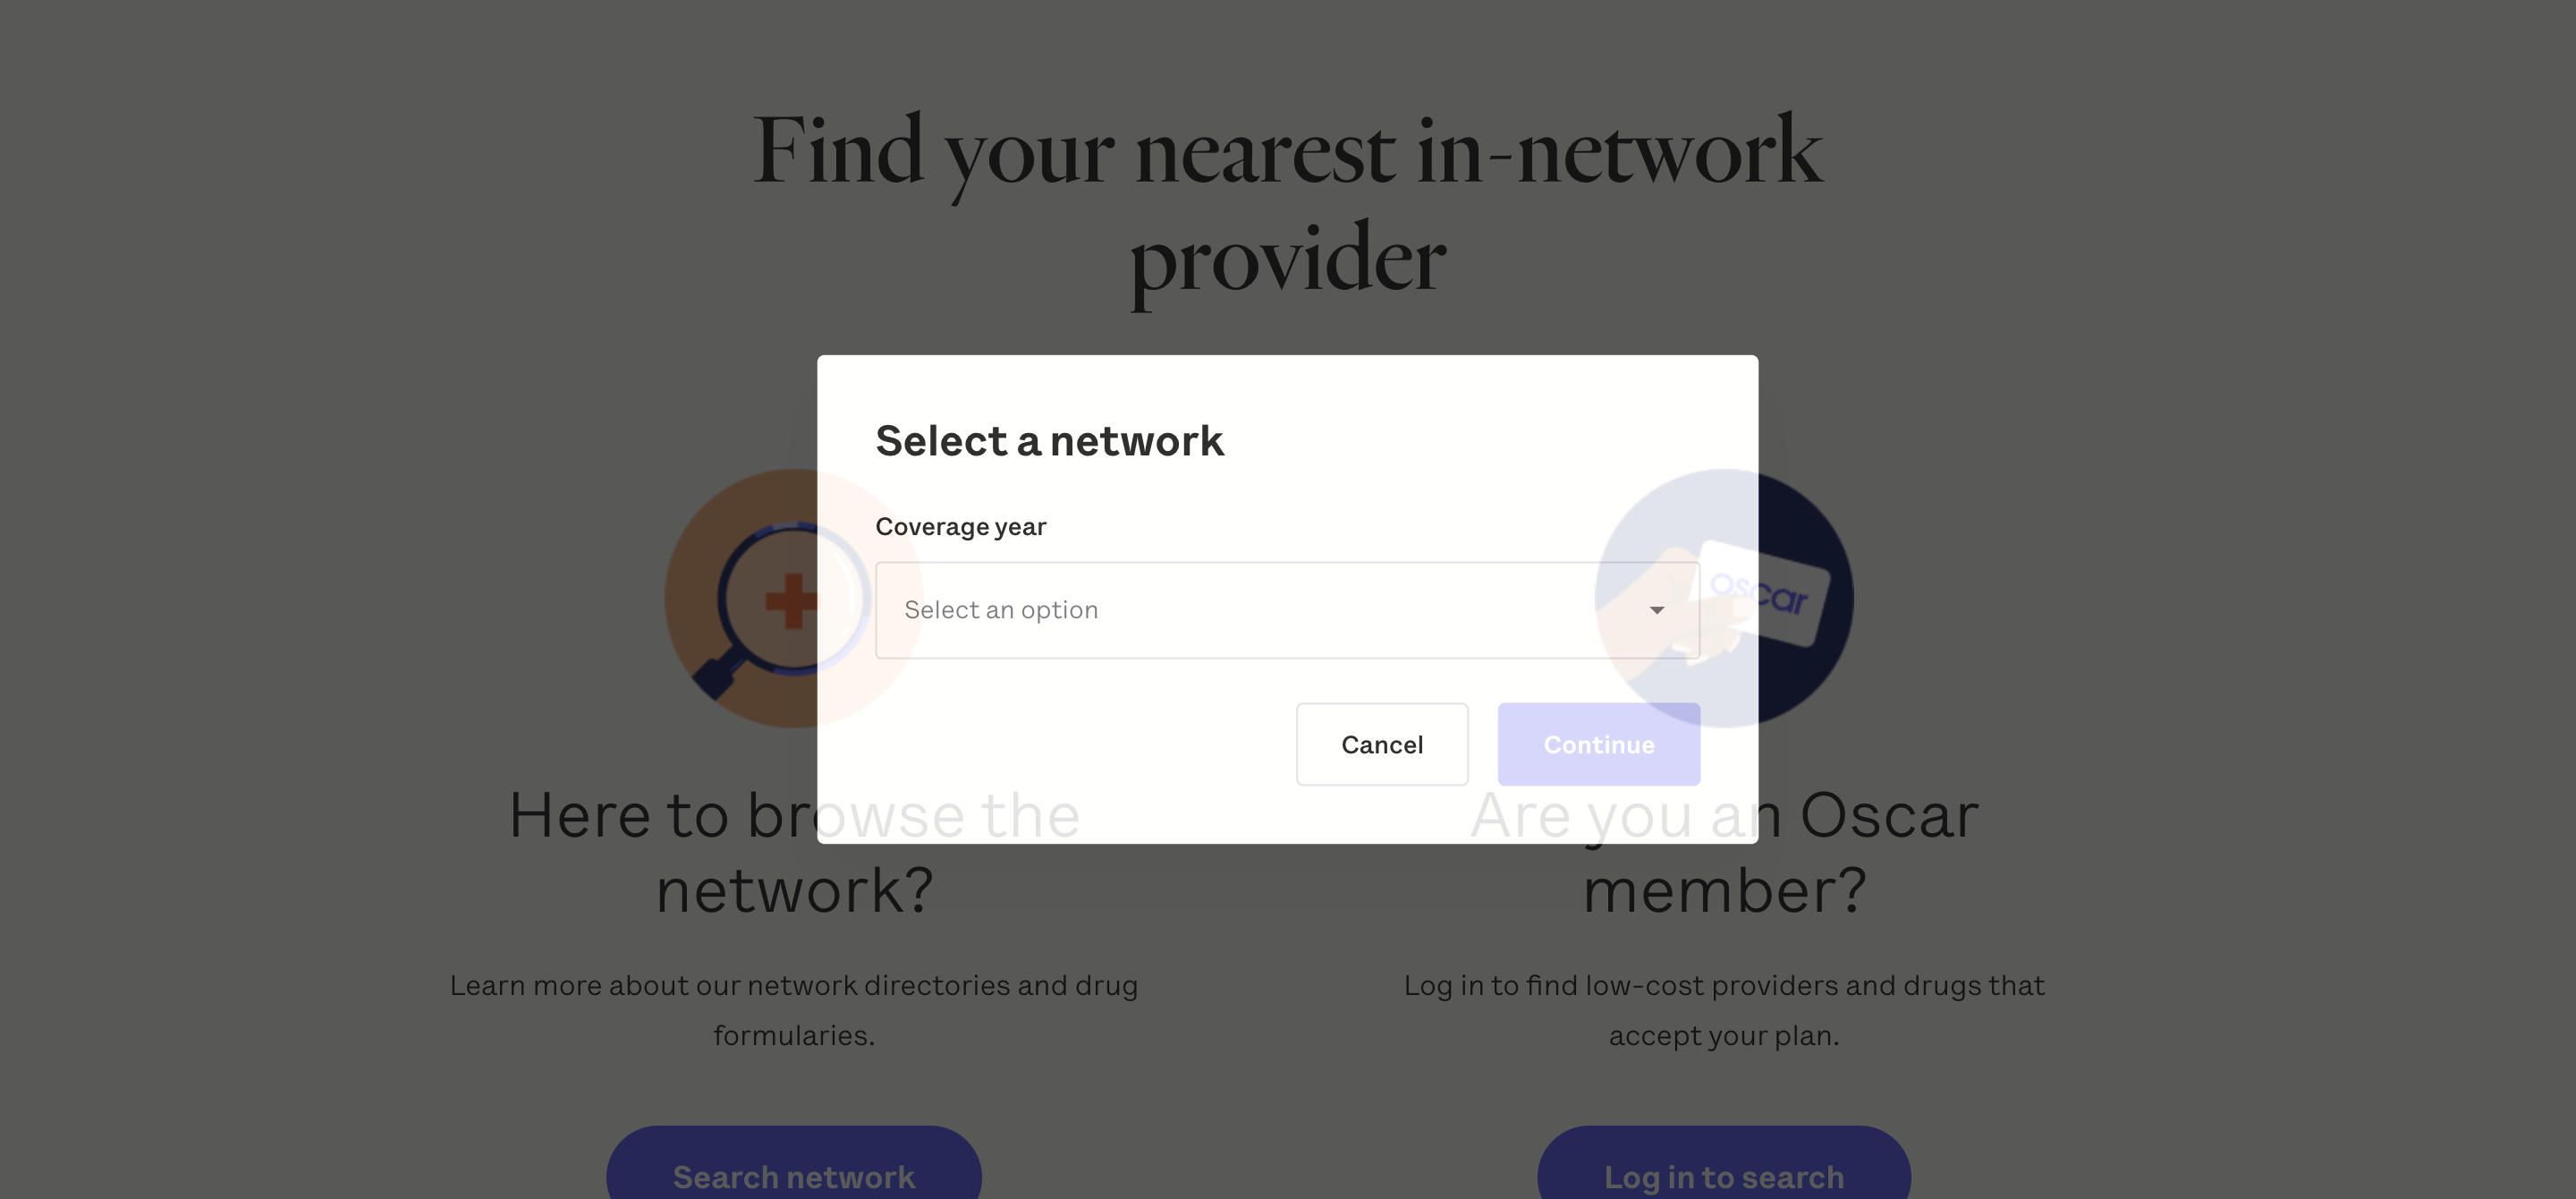 Find your nearest in-network
provider
Select a network
Coverage year
Select an option
Oscar
Cancel
Continue
Here to browse the
network?
Are you an Oscar
member?
Learn more about our network directories and drug
formularies.
Log in to find low-cost providers and drugs that
accept your plan.
Search network
Log in to search